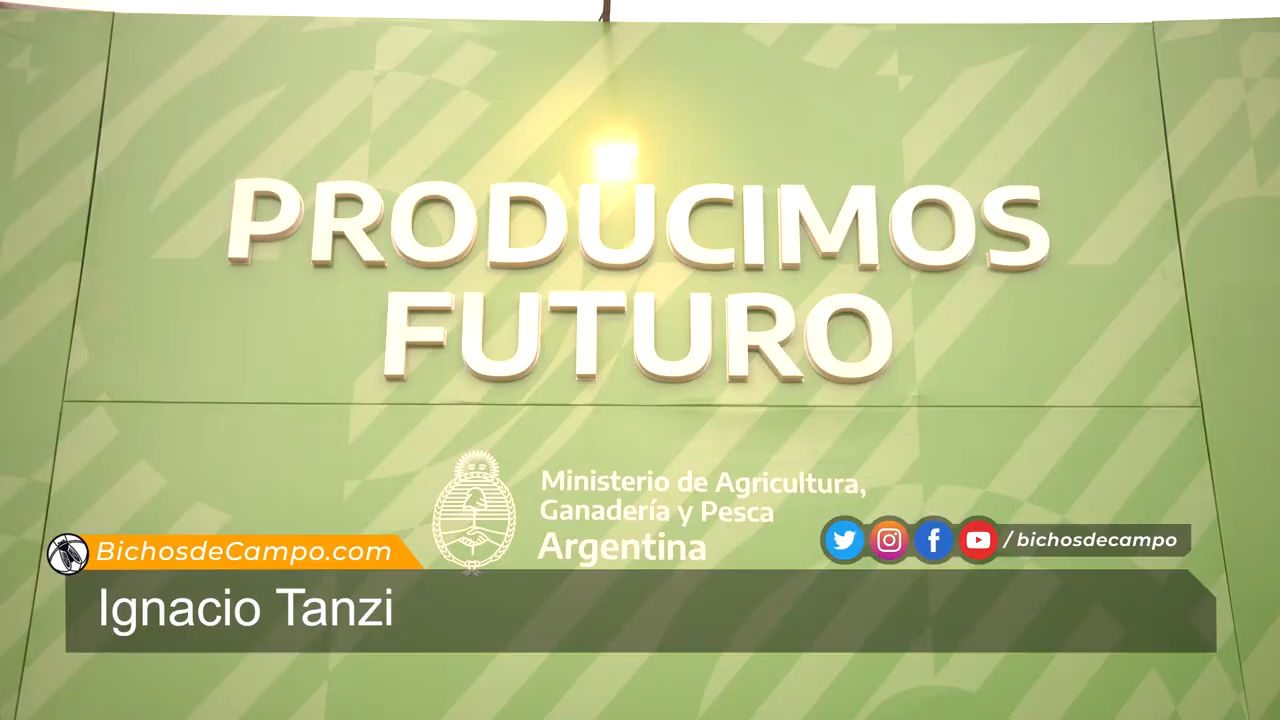 PRODUCIMOS
FUTURO
Ministerio de Agricultura,
Ganadería y Pesca
Argentina
BichosdeCampo.com
/bichosdecampo
Ignacio Tanzi